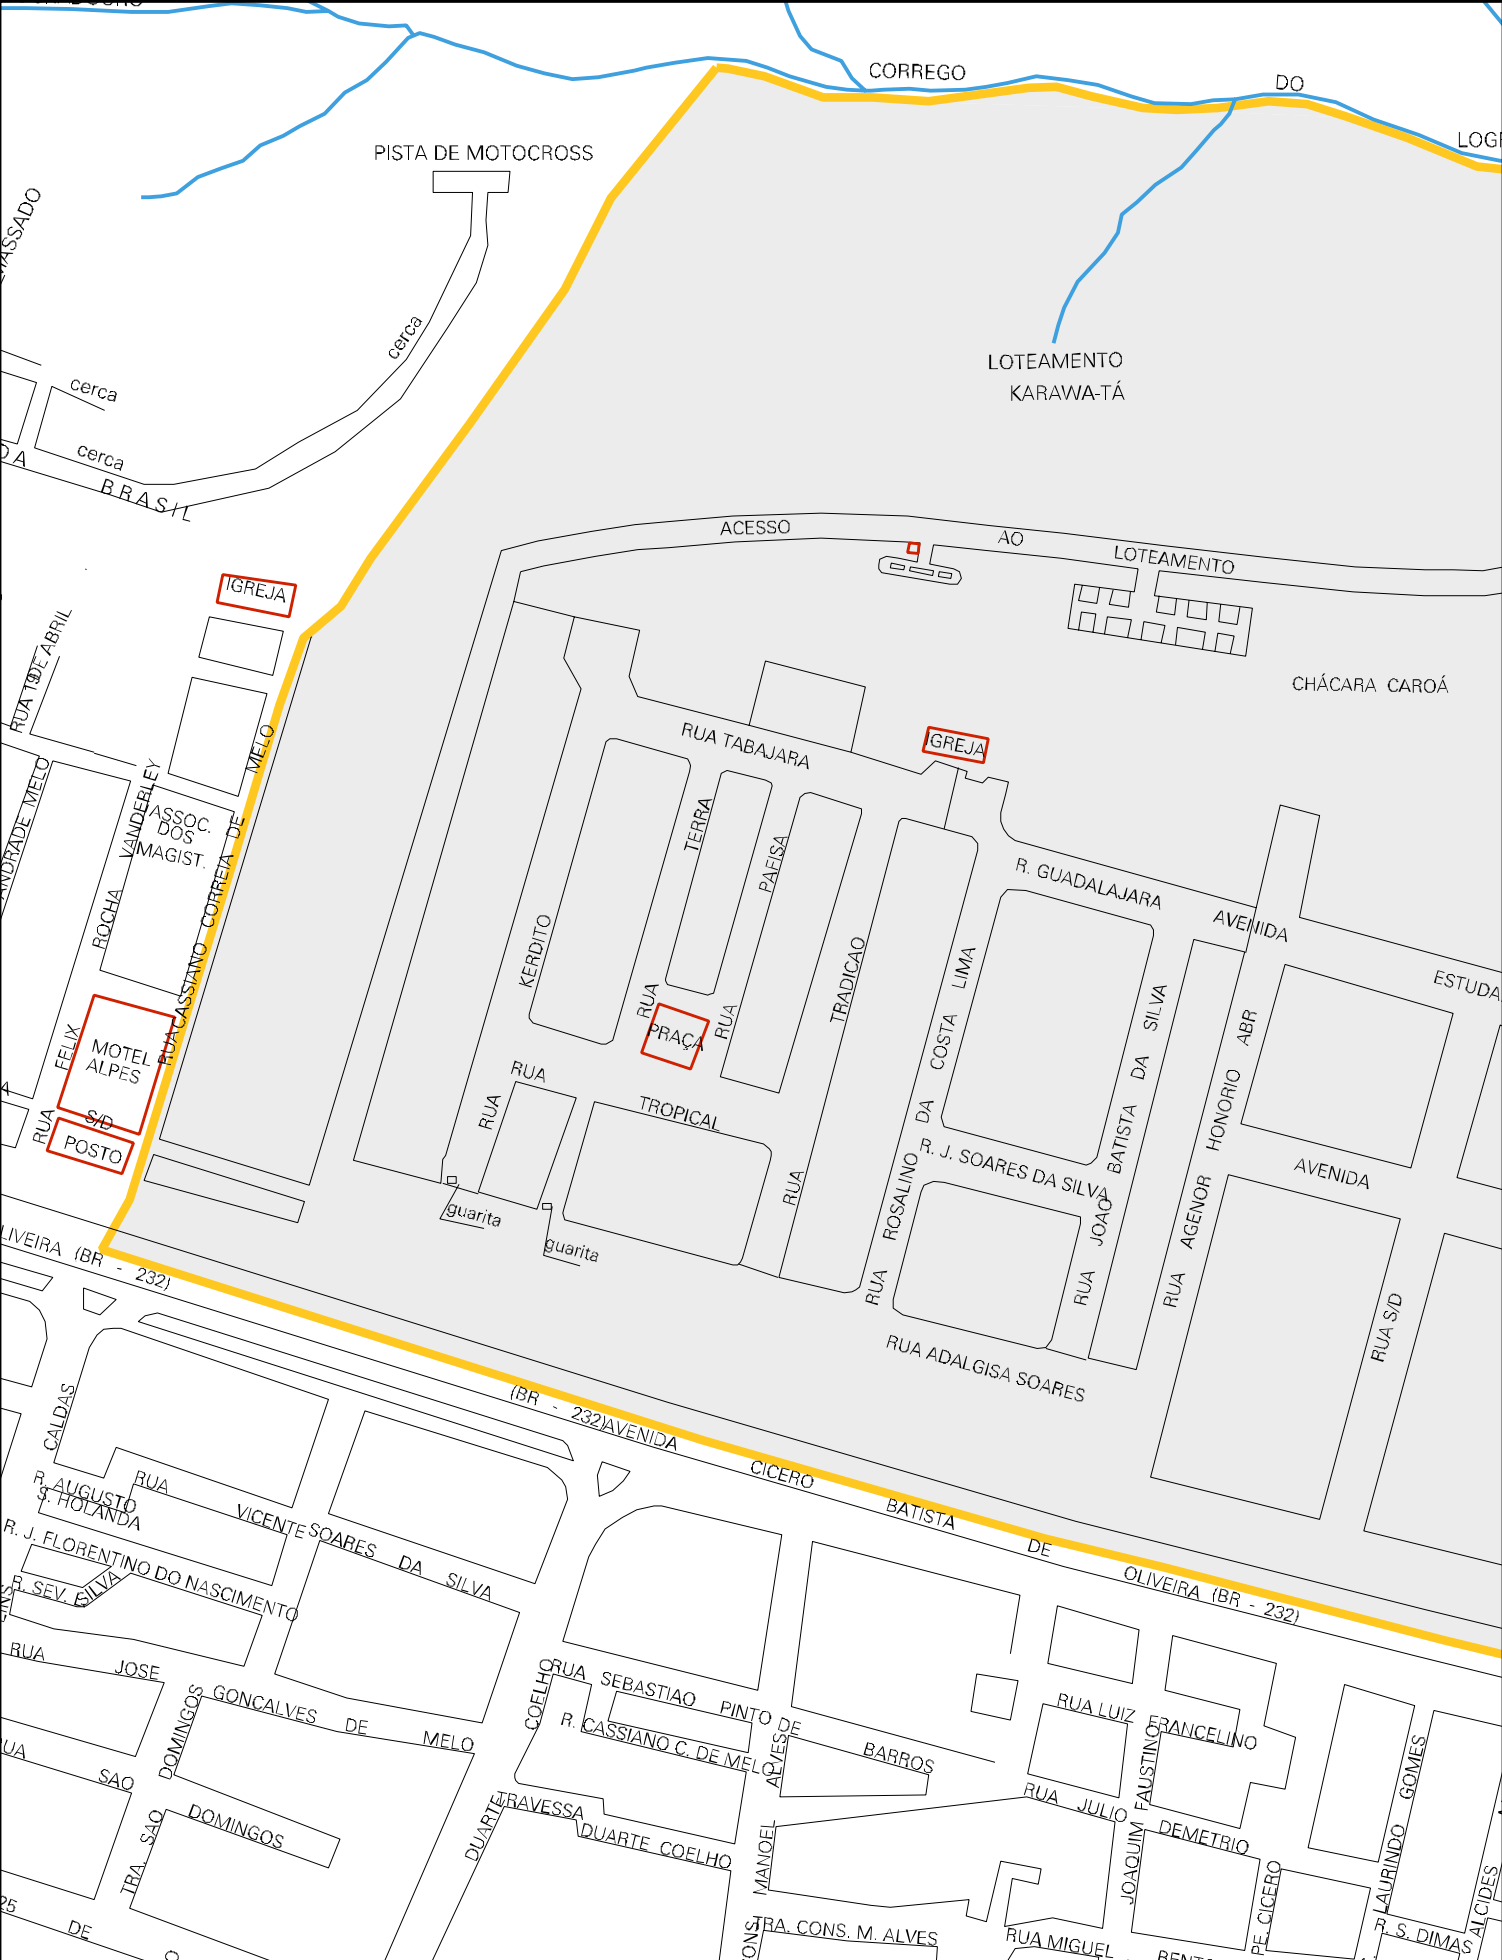 CORREGO
DO
PISTA DE MOTOCROSS
cerca
LOTEAMENTO
KARAWA-TÁ
cerca
cerca
BRASIL
ACESSO
AO
LOTEAMENTO
IGREJA
RUA 19 DE ABRIL
CHÁCARA CAROÁ
RUA TABAJARA
IGREJA
ASSOC.
DOS
MAGIST.
ROCHA VANDERLEY
RUA CASSIANO CORREIA DE MELO
ANDRADE MELO
TERRA
PAFISA
R. GUADALAJARA
AVENIDA
KERDITO
TRADICAO
RUA
RUA
PRAÇA
MOTEL
ALPES
FELIX
RUA
S/D
POSTO
RUA
RUA
TROPICAL
RUA
RUA ROSALINO DA COSTA LIMA
R. J. SOARES DA SILVA
RUA JOAO BATISTA DA SILVA
RUA AGENOR HONORIO ABR
AVENIDA
RUA S/D
guarita
guarita
RUA ADALGISA SOARES
(BR - 232)
(BR - 232)
AVENIDA
CICERO
BATISTA
DE
OLIVEIRA (BR - 232)
CALDAS
R. AUGUSTO
S. HOLANDA
RUA
VICENTE SOARES DA SILVA
R. J. FLORENTINO DO NASCIMENTO
R. SEV. F.
SILVA
RUA JOSE
GONCALVES DE MELO
SAO
DOMINGOS
DOMINGOS
TRA. SAO
DE
COELHO
DUARTE
RUA SEBASTIAO PINTO DE
BARROS
R. CASSIANO C. DE MELO
TRAVESSA
DUARTE COELHO
MANOEL
ALVES
RUA LUIZ FRANCELINO
RUA JULIO
DEMETRIO
JOAQUIM FAUSTINO
LAURINDO GOMES
PE. CICERO
ALCIDES
TRA. CONS. M. ALVES
RUA MIGUEL
R. S. DIMAS